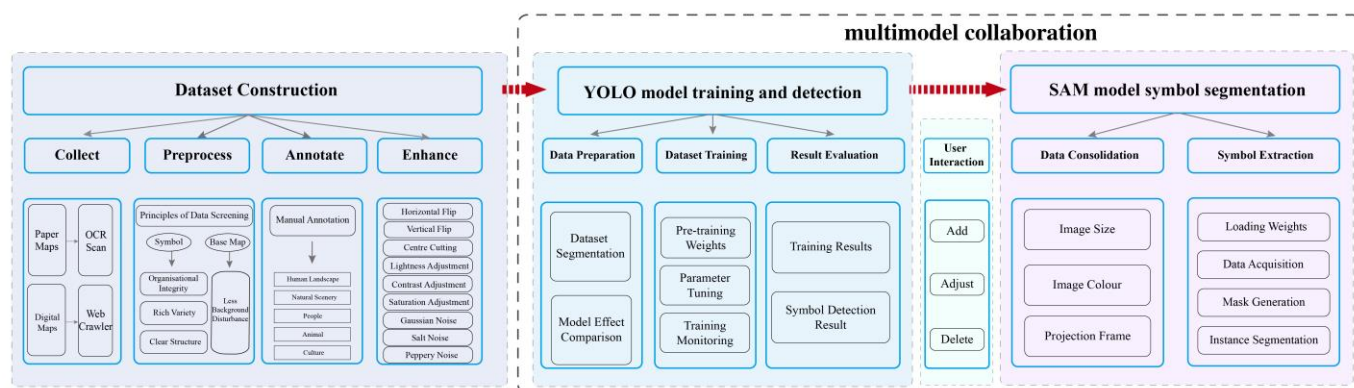 multimodel collaboration
Dataset Construction
YOLO model training and detection
SAM model symbol segmentation
Collect
Preprocess
Annotate
Enhance
Data Preparation
Dataset Training
Result Evaluation
User
Interaction
Data Consolidation
Symbol Extraction
Paper
Maps
OCR
Scan
Digital
Maps
Web
Crawler
Principles of Data Screening
Symbol
Base Map
Organisational
Integrity
Rich Variety
Clear Structure
Less
Background
Disturbance
Manual Annotation
Human Landscape
Natural Scenery
People
Animal
Culture
Horizontal Flip
Vertical Flip
Centre Cutting
Lightness Adjustment
Contrast Adjustment
Saturation Adjustment
Gaussian Noise
Salt Noise
Peppery Noise
Dataset
Segmentation
Model Effect
Comparison
Pre-training
Weights
Parameter
Tuning
Training
Monitoring
Training Results
Symbol Detection
Result
Add
Adjust
Delete
Image Size
Image Colour
Projection Frame
Loading Weights
Data Acquisition
Mask Generation
Instance Segmentation